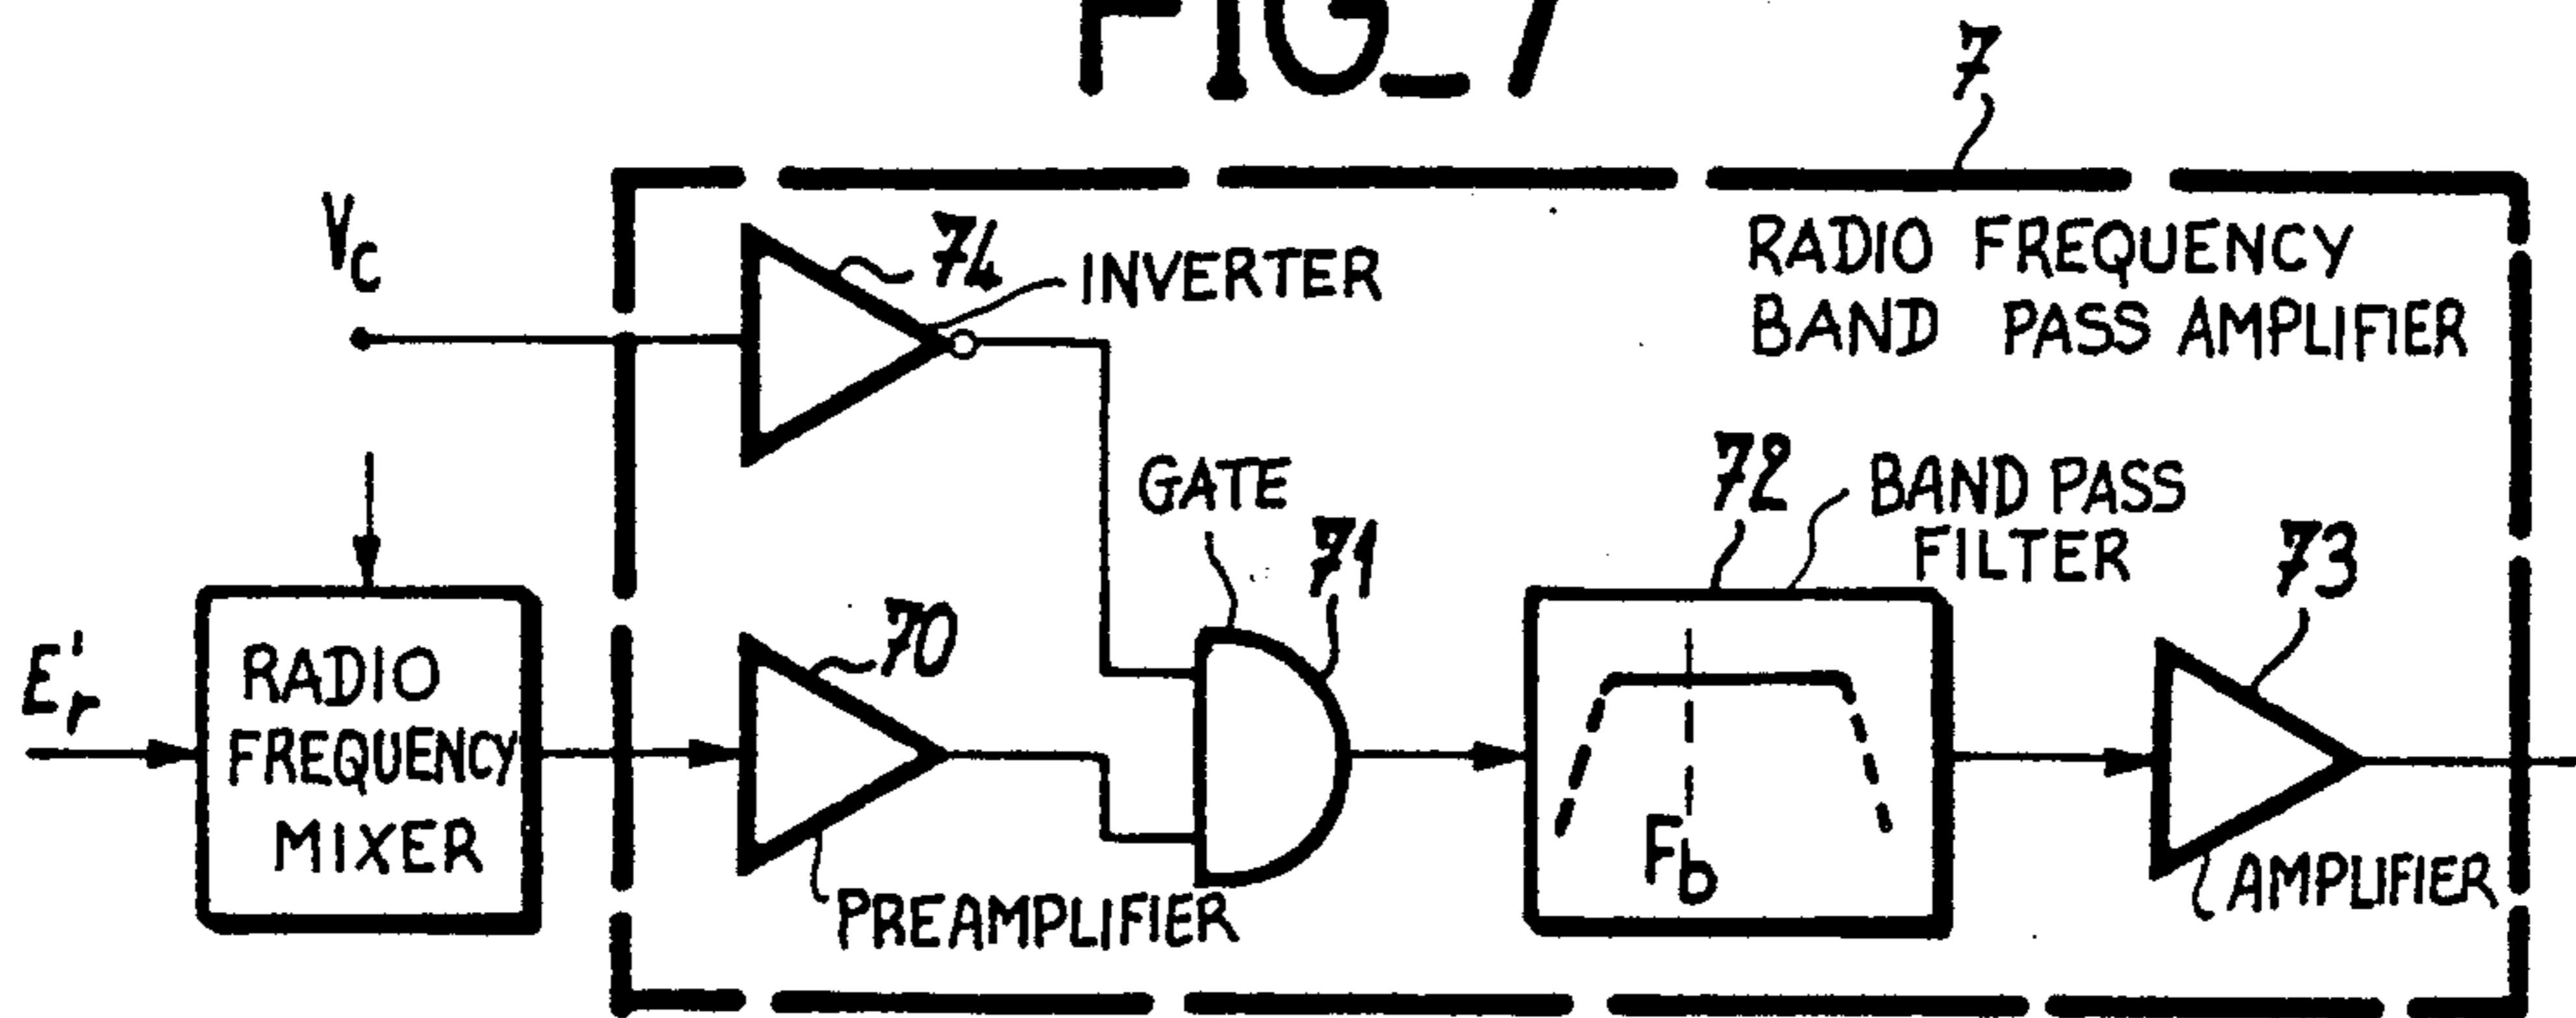 FIG_7
7
RADIO FREQUENCY
BAND PASS AMPLIFIER
Vc
74
INVERTER
GATE
71
72
BAND PASS
FILTER
73
E'r
RADIO
FREQUENCY
MIXER
70
PREAMPLIFIER
Fb
AMPLIFIER